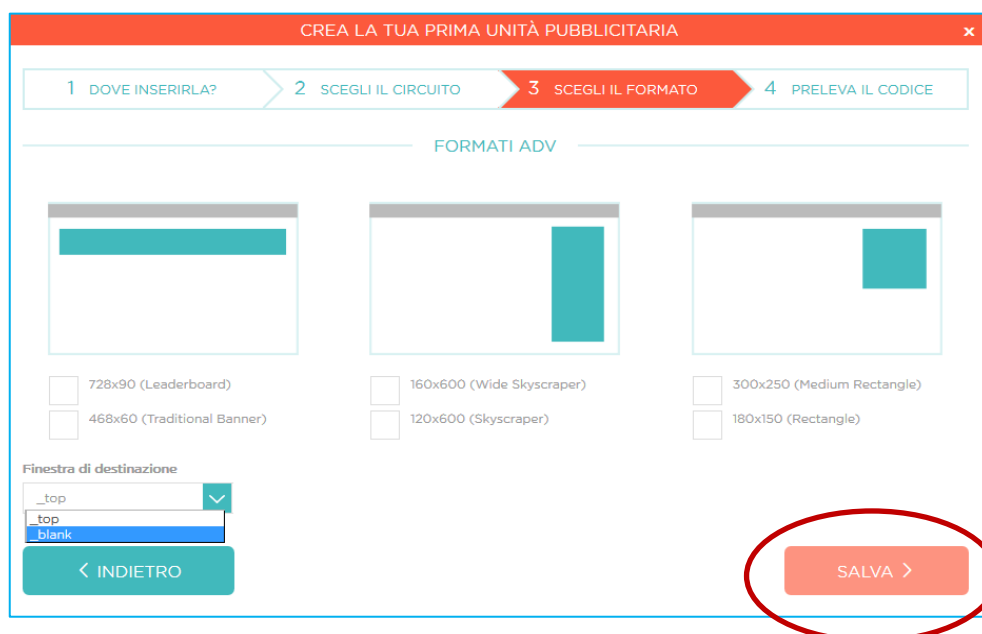 CREA LA TUA PRIMA UNITÀ PUBBLICITARIA x
1 DOVE INSERIRLA? 2 SCEGLI IL CIRCUITO 3 SCEGLI IL FORMATO 4 PRELEVA IL CODICE
FORMATI ADV
728x90 (Leaderboard) 160x600 (Wide Skyscraper) 300x250 (Medium Rectangle)
468x60 (Traditional Banner) 120x600 (Skyscraper) 180x150 (Rectangle)
Finestra di destinazione
_top
_top
_blank
< INDIETRO SALVA >